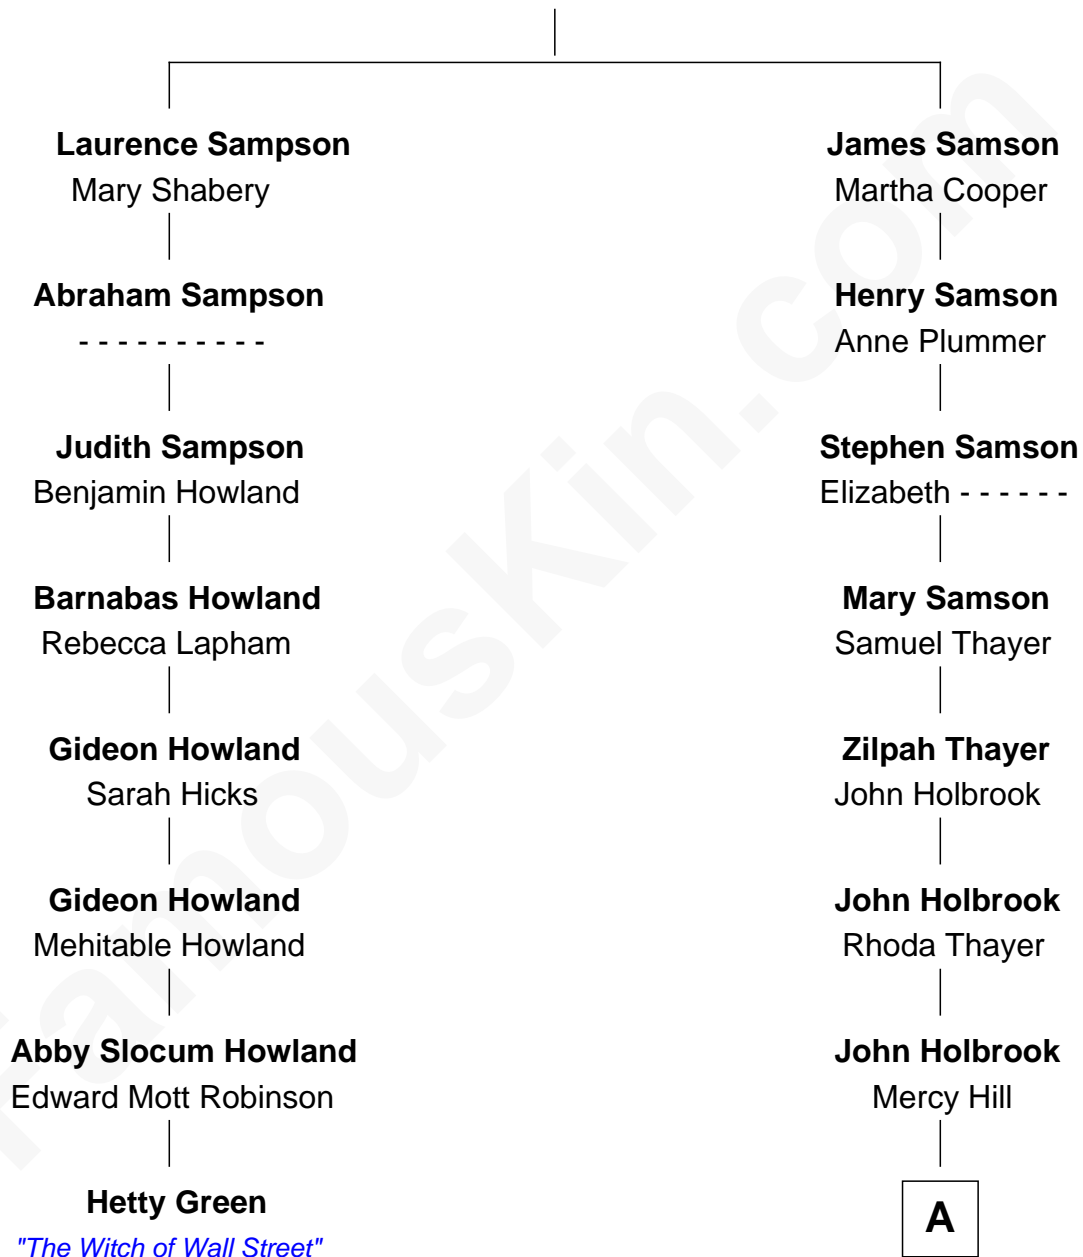 Laurence Sampson
Mary Shabery
Abraham Sampson
- - - - - - - - - -
Judith Sampson
Benjamin Howland
Barnabas Howland
Rebecca Lapham
Gideon Howland
Sarah Hicks
Gideon Howland
Mehitable Howland
Abby Slocum Howland
Edward Mott Robinson
Hetty Green
"The Witch of Wall Street"
James Samson
Martha Cooper
Henry Samson
Anne Plummer
Stephen Samson
Elizabeth - - - - - -
Mary Samson
Samuel Thayer
Zilpah Thayer
John Holbrook
John Holbrook
Rhoda Thayer
John Holbrook
Mercy Hill
A
FamousKin.com